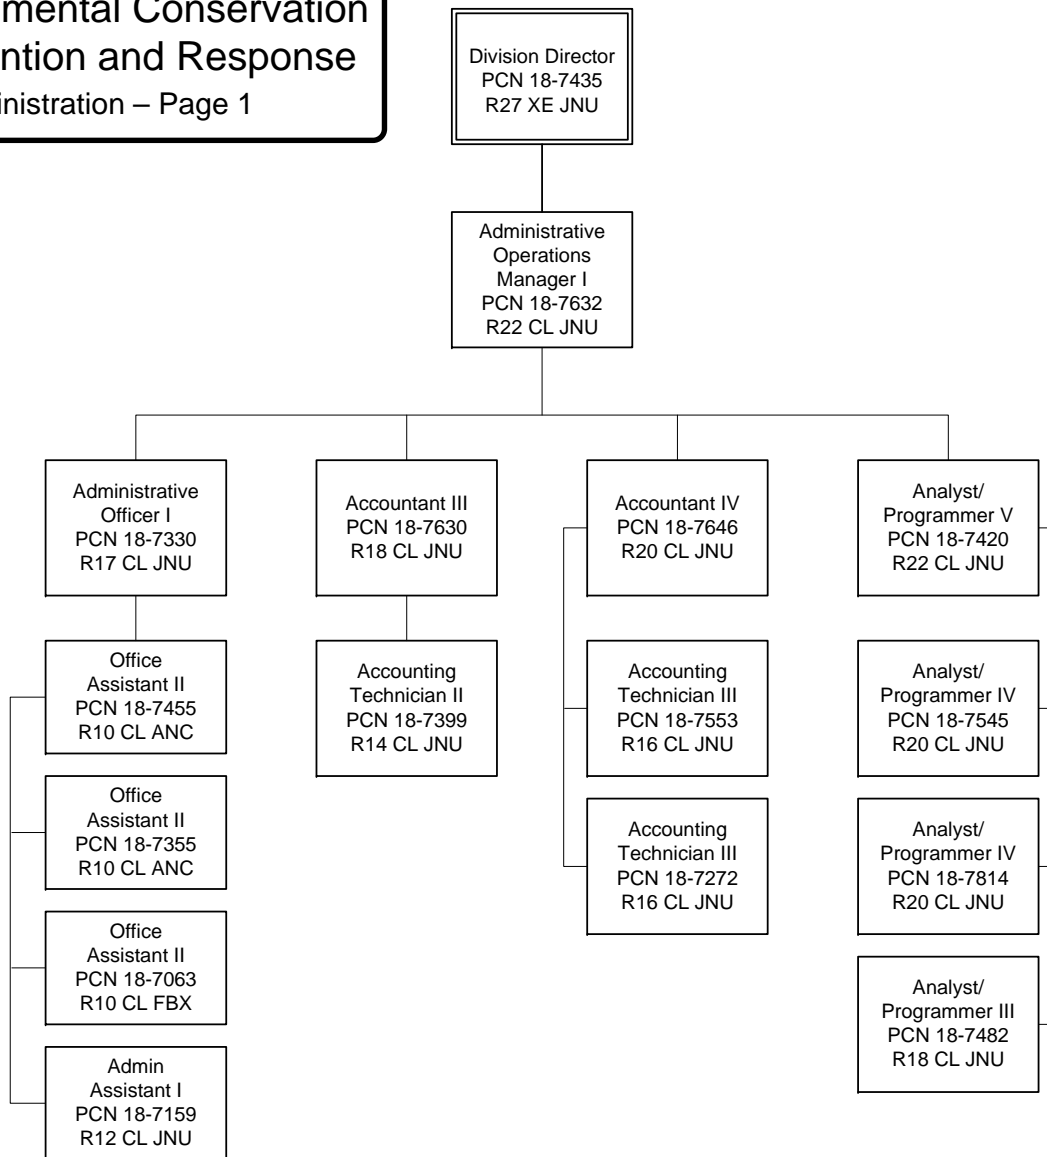 Conservation
and Response
– Page 1
Division Director
PCN 18-7435
R27 XE JNU
Administrative
Operations
Manager I
PCN 18-7632
R22 CL JNU
Administrative
Officer I
PCN 18-7330
R17 CL JNU
Accountant III
PCN 18-7630
R18 CL JNU
Accountant IV
PCN 18-7646
R20 CL JNU
Analyst/
Programmer V
PCN 18-7420
R22 CL JNU
Office
Assistant II
PCN 18-7455
R10 CL ANC
Accounting
Technician II
PCN 18-7399
R14 CL JNU
Accounting
Technician III
PCN 18-7553
R16 CL JNU
Analyst/
Programmer IV
PCN 18-7545
R20 CL JNU
Office
Assistant II
PCN 18-7355
R10 CL ANC
Accounting
Technician III
PCN 18-7272
R16 CL JNU
Analyst/
Programmer IV
PCN 18-7814
R20 CL JNU
Office
Assistant II
PCN 18-7063
R10 CL FBX
Analyst/
Programmer III
PCN 18-7482
R18 CL JNU
Admin
Assistant I
PCN 18-7159
R12 CL JNU